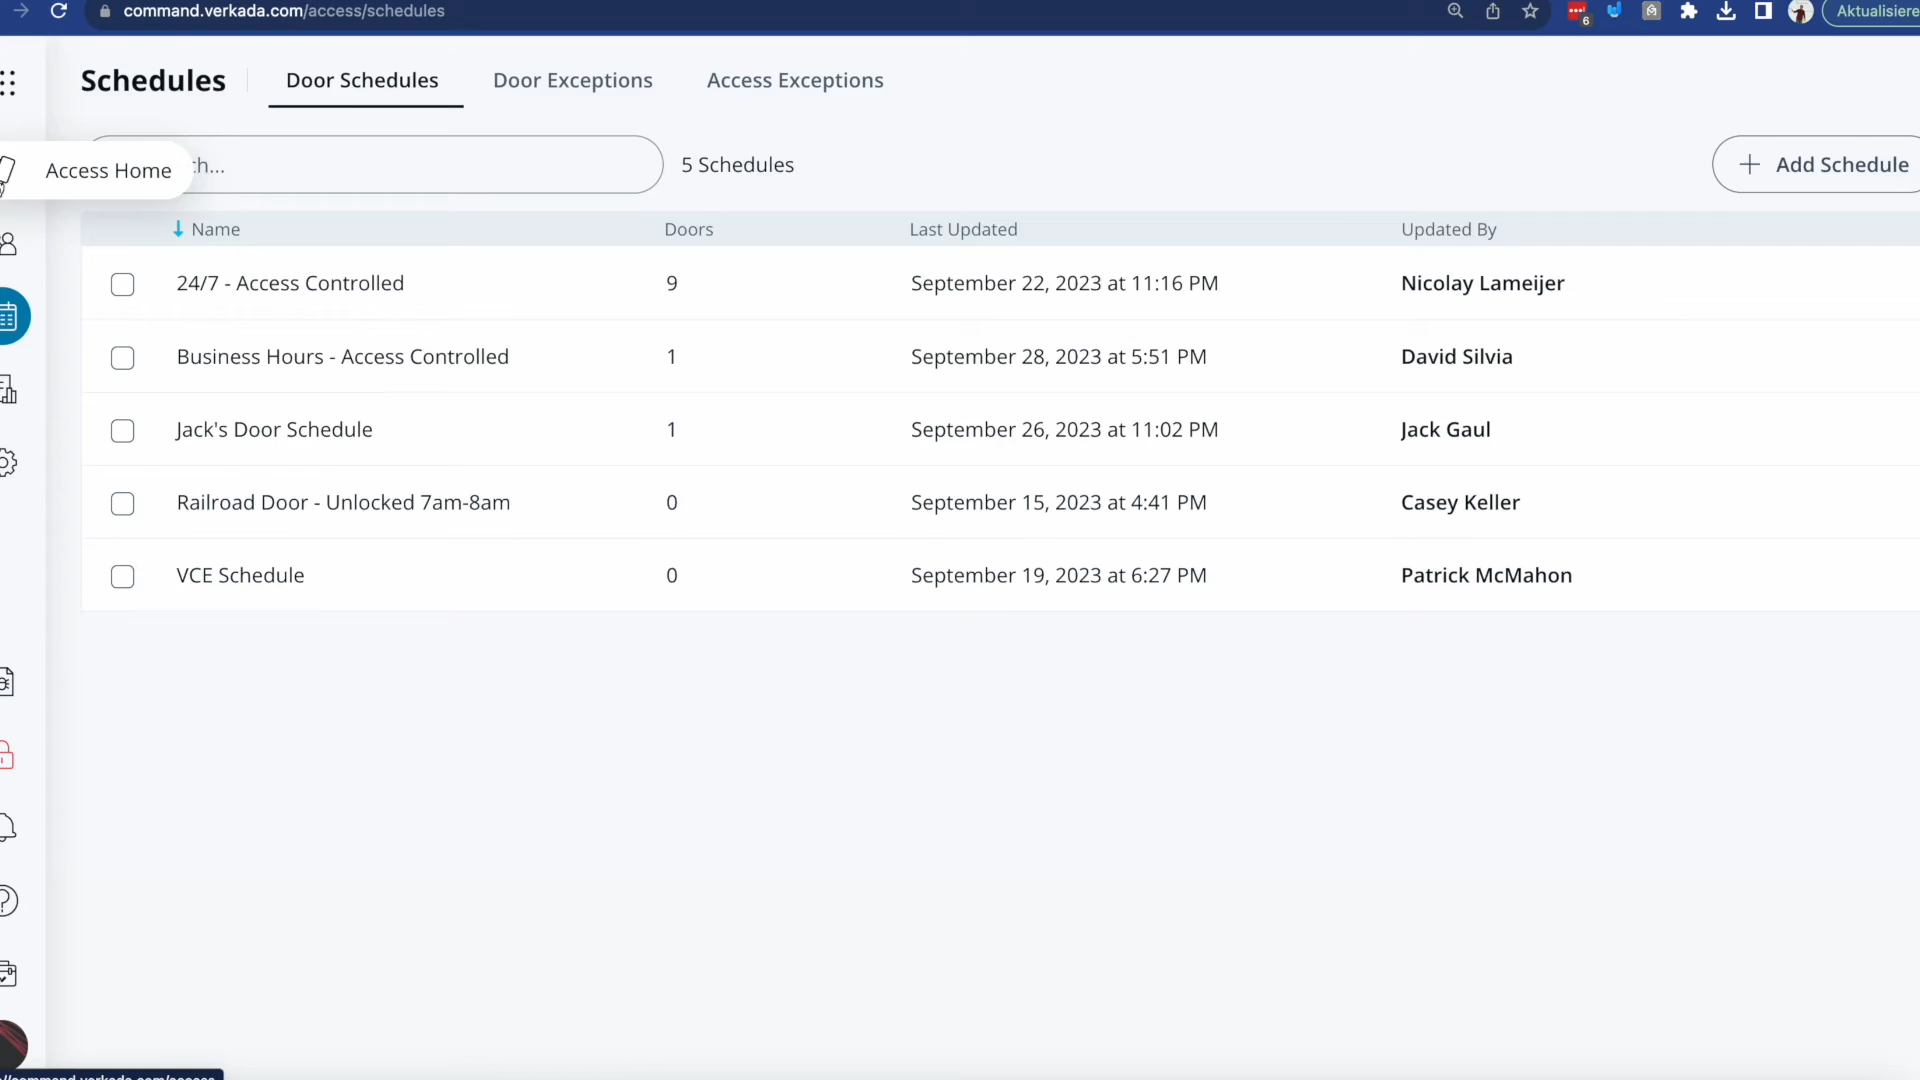 command.verkada.com/access/schedules
6
Aktualisiere
Schedules
Door Schedules
Door Exceptions
Access Exceptions
Access Home
h...
5 Schedules
Add Schedule
Name Doors Last Updated Updated By
24/7 - Access Controlled 9 September 22, 2023 at 11:16 PM Nicolay Lameijer
Business Hours - Access Controlled 1 September 28, 2023 at 5:51 PM David Silvia
Jack's Door Schedule 1 September 26, 2023 at 11:02 PM Jack Gaul
Railroad Door - Unlocked 7am-8am 0 September 15, 2023 at 4:41 PM Casey Keller
VCE Schedule 0 September 19, 2023 at 6:27 PM Patrick McMahon